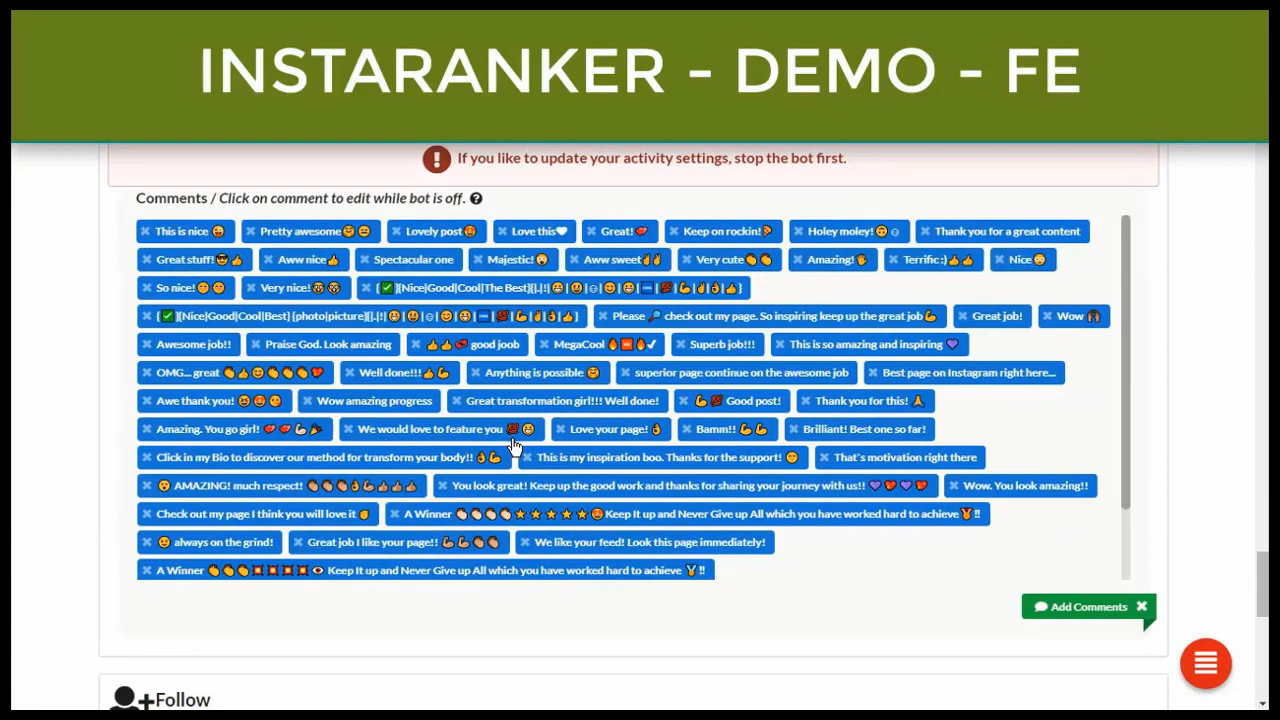 INSTARANKER - DEMO - FE
If you like to update your activity settings, stop the bot first.
Comments / Click on comment to edit while bot is off.
This is nice 😜 Pretty awesome 🤗 😄 Lovely post 🤩 Love this🤍 Great! 💋 Keep on rockin! 🎉 Holey moley! 🙃 Thank you for a great content
Great stuff! 😎👍 Aww nice👍 Spectacular one Majestic! 😱 Aww sweet✌✌ Very cute👏👏 Amazing!🖐 Terrific :)👍👍 Nice😳
So nice! 😁😁 Very nice! {✅}{Nice|Good|Cool|The Best}{|.|!|😄|😃|☺|😊|😁|🔤|💯|💪|✌|👌|👍}
{✅}{Nice|Good|Cool|Best} {photo|picture}{|.|!|😄|😃|☺|😊|😁|🔤|💯|💪|✌|👌|👍} Please 🔎 check out my page. So inspiring keep up the great job💪 Great job! Wow
Awesome job!! Praise God. Look amazing 👍👍💋 good joob MegaCool 🔥🆒🔥✔ Superb job!!! This is so amazing and inspiring 💜
OMG... great 👏👍😊👏👏👏❤ Well done!!!👍💪 Anything is possible 🤗 superior page continue on the awesome job Best page on Instagram right here...
Awe thank you! 😆🤩😘 Wow amazing progress Great transformation girl!!! Well done! 💪💯 Good post! Thank you for this! 🙏
Amazing. You go girl! ❤❤💪🎉 We would love to feature you 💯😄 Love your page! 👌 Bamm!! 💪💪 Brilliant! Best one so far!
Click in my Bio to discover our method for transform your body!! 👌💪 This is my inspiration boo. Thanks for the support! 😁 That`s motivation right there
😮 AMAZING! much respect! 👏👏👏👌💪👍👍👍 You look great! Keep up the good work and thanks for sharing your journey with us!! 💜❤💜❤ Wow. You look amazing!!
Check out my page I think you will love it A Winner 👏👏👏👏⭐⭐⭐⭐⭐🤩 Keep It up and Never Give up All which you have worked hard to achieve 🏅!!
😉 always on the grind! Great job I like your page!! 💪💪👏👏 We like your feed! Look this page immediately!
A Winner 👏👏👏💥💥💥💥👁 Keep It up and Never Give up All which you have worked hard to achieve 🏅!!
Add Comments
Follow